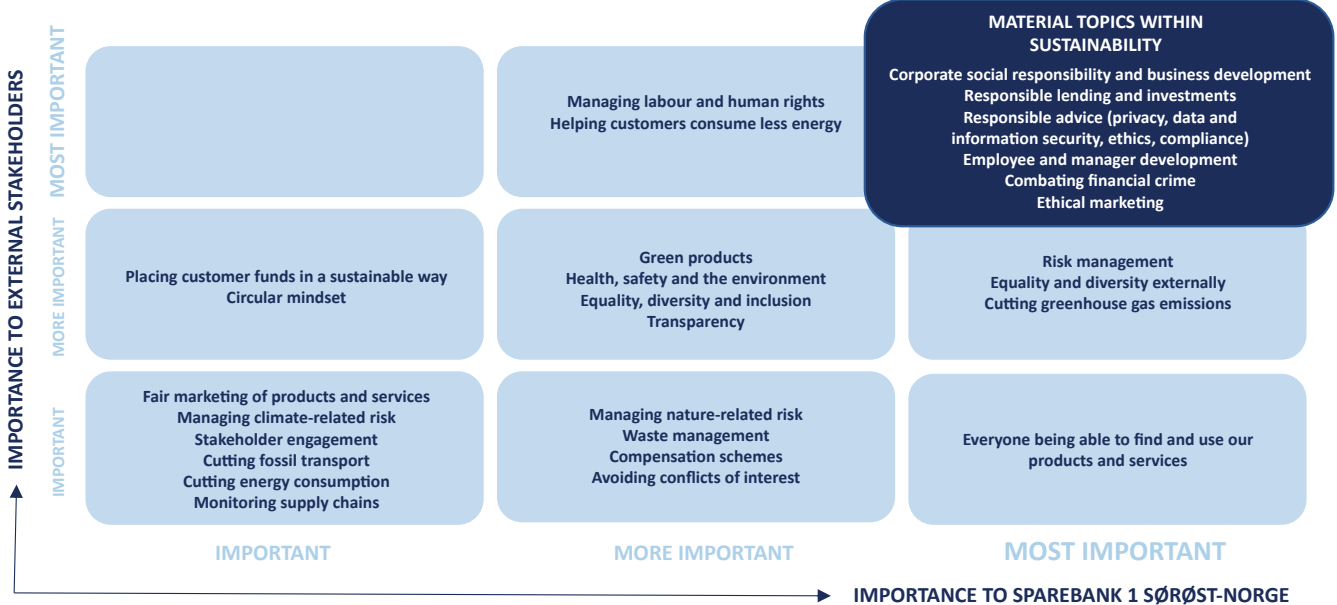 IMPORTANCE TO EXTERNAL STAKEHOLDERS
MOST IMPORTANT
Managing labour and human rights
Helping customers consume less energy
MATERIAL TOPICS WITHIN
SUSTAINABILITY
Corporate social responsibility and business development
Responsible lending and investments
Responsible advice (privacy, data and
information security, ethics, compliance)
Employee and manager development
Combating financial crime
Ethical marketing
MORE IMPORTANT
Placing customer funds in a sustainable way
Circular mindset
Green products
Health, safety and the environment
Equality, diversity and inclusion
Transparency
Risk management
Equality and diversity externally
Cutting greenhouse gas emissions
IMPORTANT
Fair marketing of products and services
Managing climate-related risk
Stakeholder engagement
Cutting fossil transport
Cutting energy consumption
Monitoring supply chains
Managing nature-related risk
Waste management
Compensation schemes
Avoiding conflicts of interest
Everyone being able to find and use our
products and services
IMPORTANT
MORE IMPORTANT
MOST IMPORTANT
IMPORTANCE TO SPAREBANK 1 SØRØST-NORGE